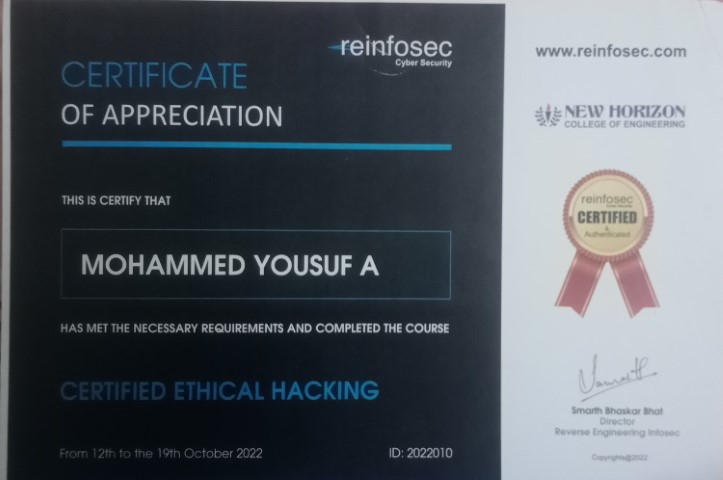 reinfosec
Cyber Security
CERTIFICATE
OF APPRECIATION
THIS IS CERTIFY THAT
MOHAMMED YOUSUF A
HAS MET THE NECESSARY REQUIREMENTS AND COMPLETED THE COURSE
CERTIFIED ETHICAL HACKING
From 12th to the 19th October 2022
ID: 2022010
www.reinfosec.com
NEW HORIZON
COLLEGE OF ENGINEERING
reinfosec
Cyber Security
CERTIFIED
&
Authenticated
Smarth Bhaskar Bhat
Director
Reverse Engineering Infosec
Copyrights@2022